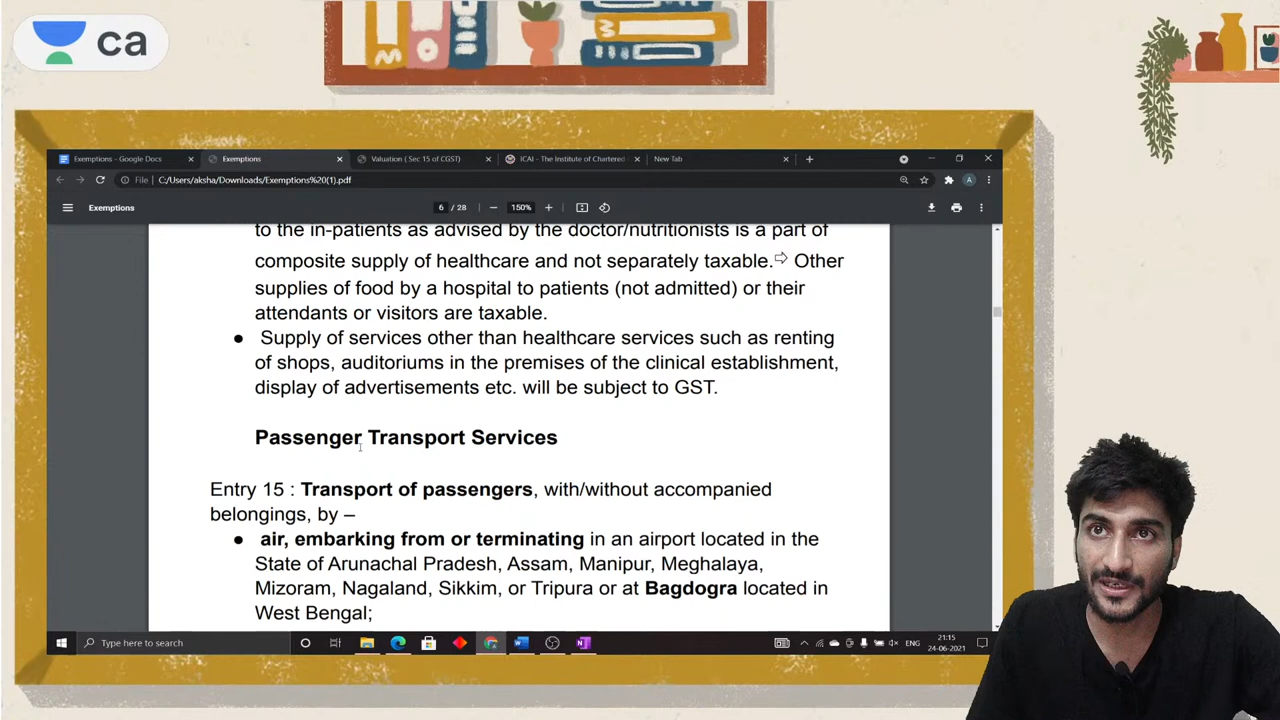 ca
Exemptions - Google Docs
Exemptions
Valuation ( Sec 15 of CGST)
ICAI - The Institute of Chartered
New Tab
File
C:/Users/aksha/Downloads/Exemptions%20(1).pdf
A
Exemptions
6 / 28
150%
to the in-patients as advised by the doctor/nutritionists is a part of
composite supply of healthcare and not separately taxable.⇨ Other
supplies of food by a hospital to patients (not admitted) or their
attendants or visitors are taxable.
● Supply of services other than healthcare services such as renting
of shops, auditoriums in the premises of the clinical establishment,
display of advertisements etc. will be subject to GST.
Passenger Transport Services
Entry 15 : Transport of passengers, with/without accompanied
belongings, by –
● air, embarking from or terminating in an airport located in the
State of Arunachal Pradesh, Assam, Manipur, Meghalaya,
Mizoram, Nagaland, Sikkim, or Tripura or at Bagdogra located in
West Bengal;
Type here to search
ENG
21:15
24-06-2021